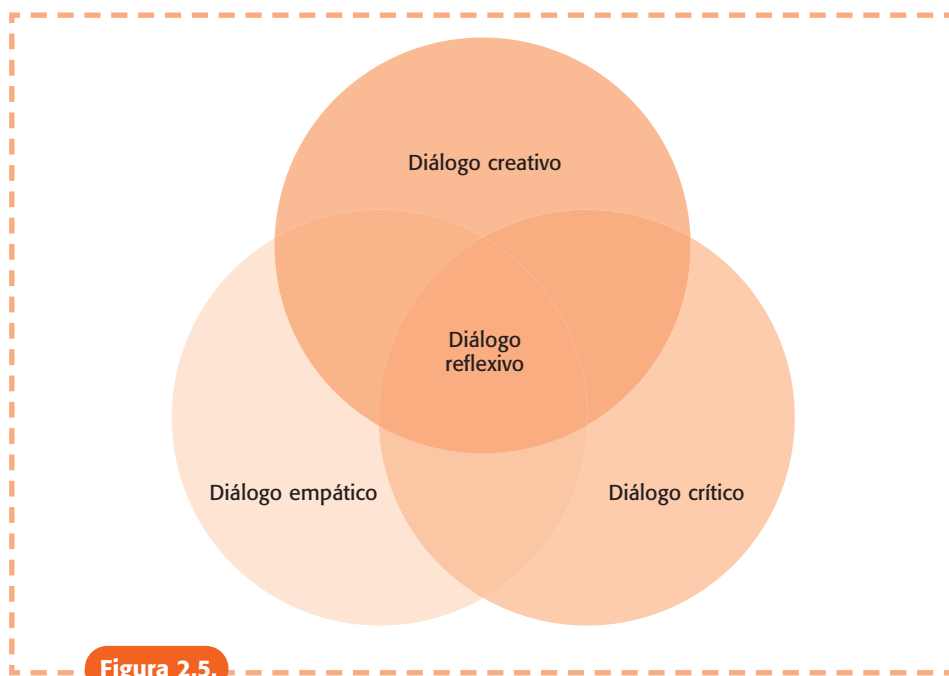 Diálogo creativo
Diálogo
reflexivo
Diálogo empático
Diálogo crítico
Figura 2.5.